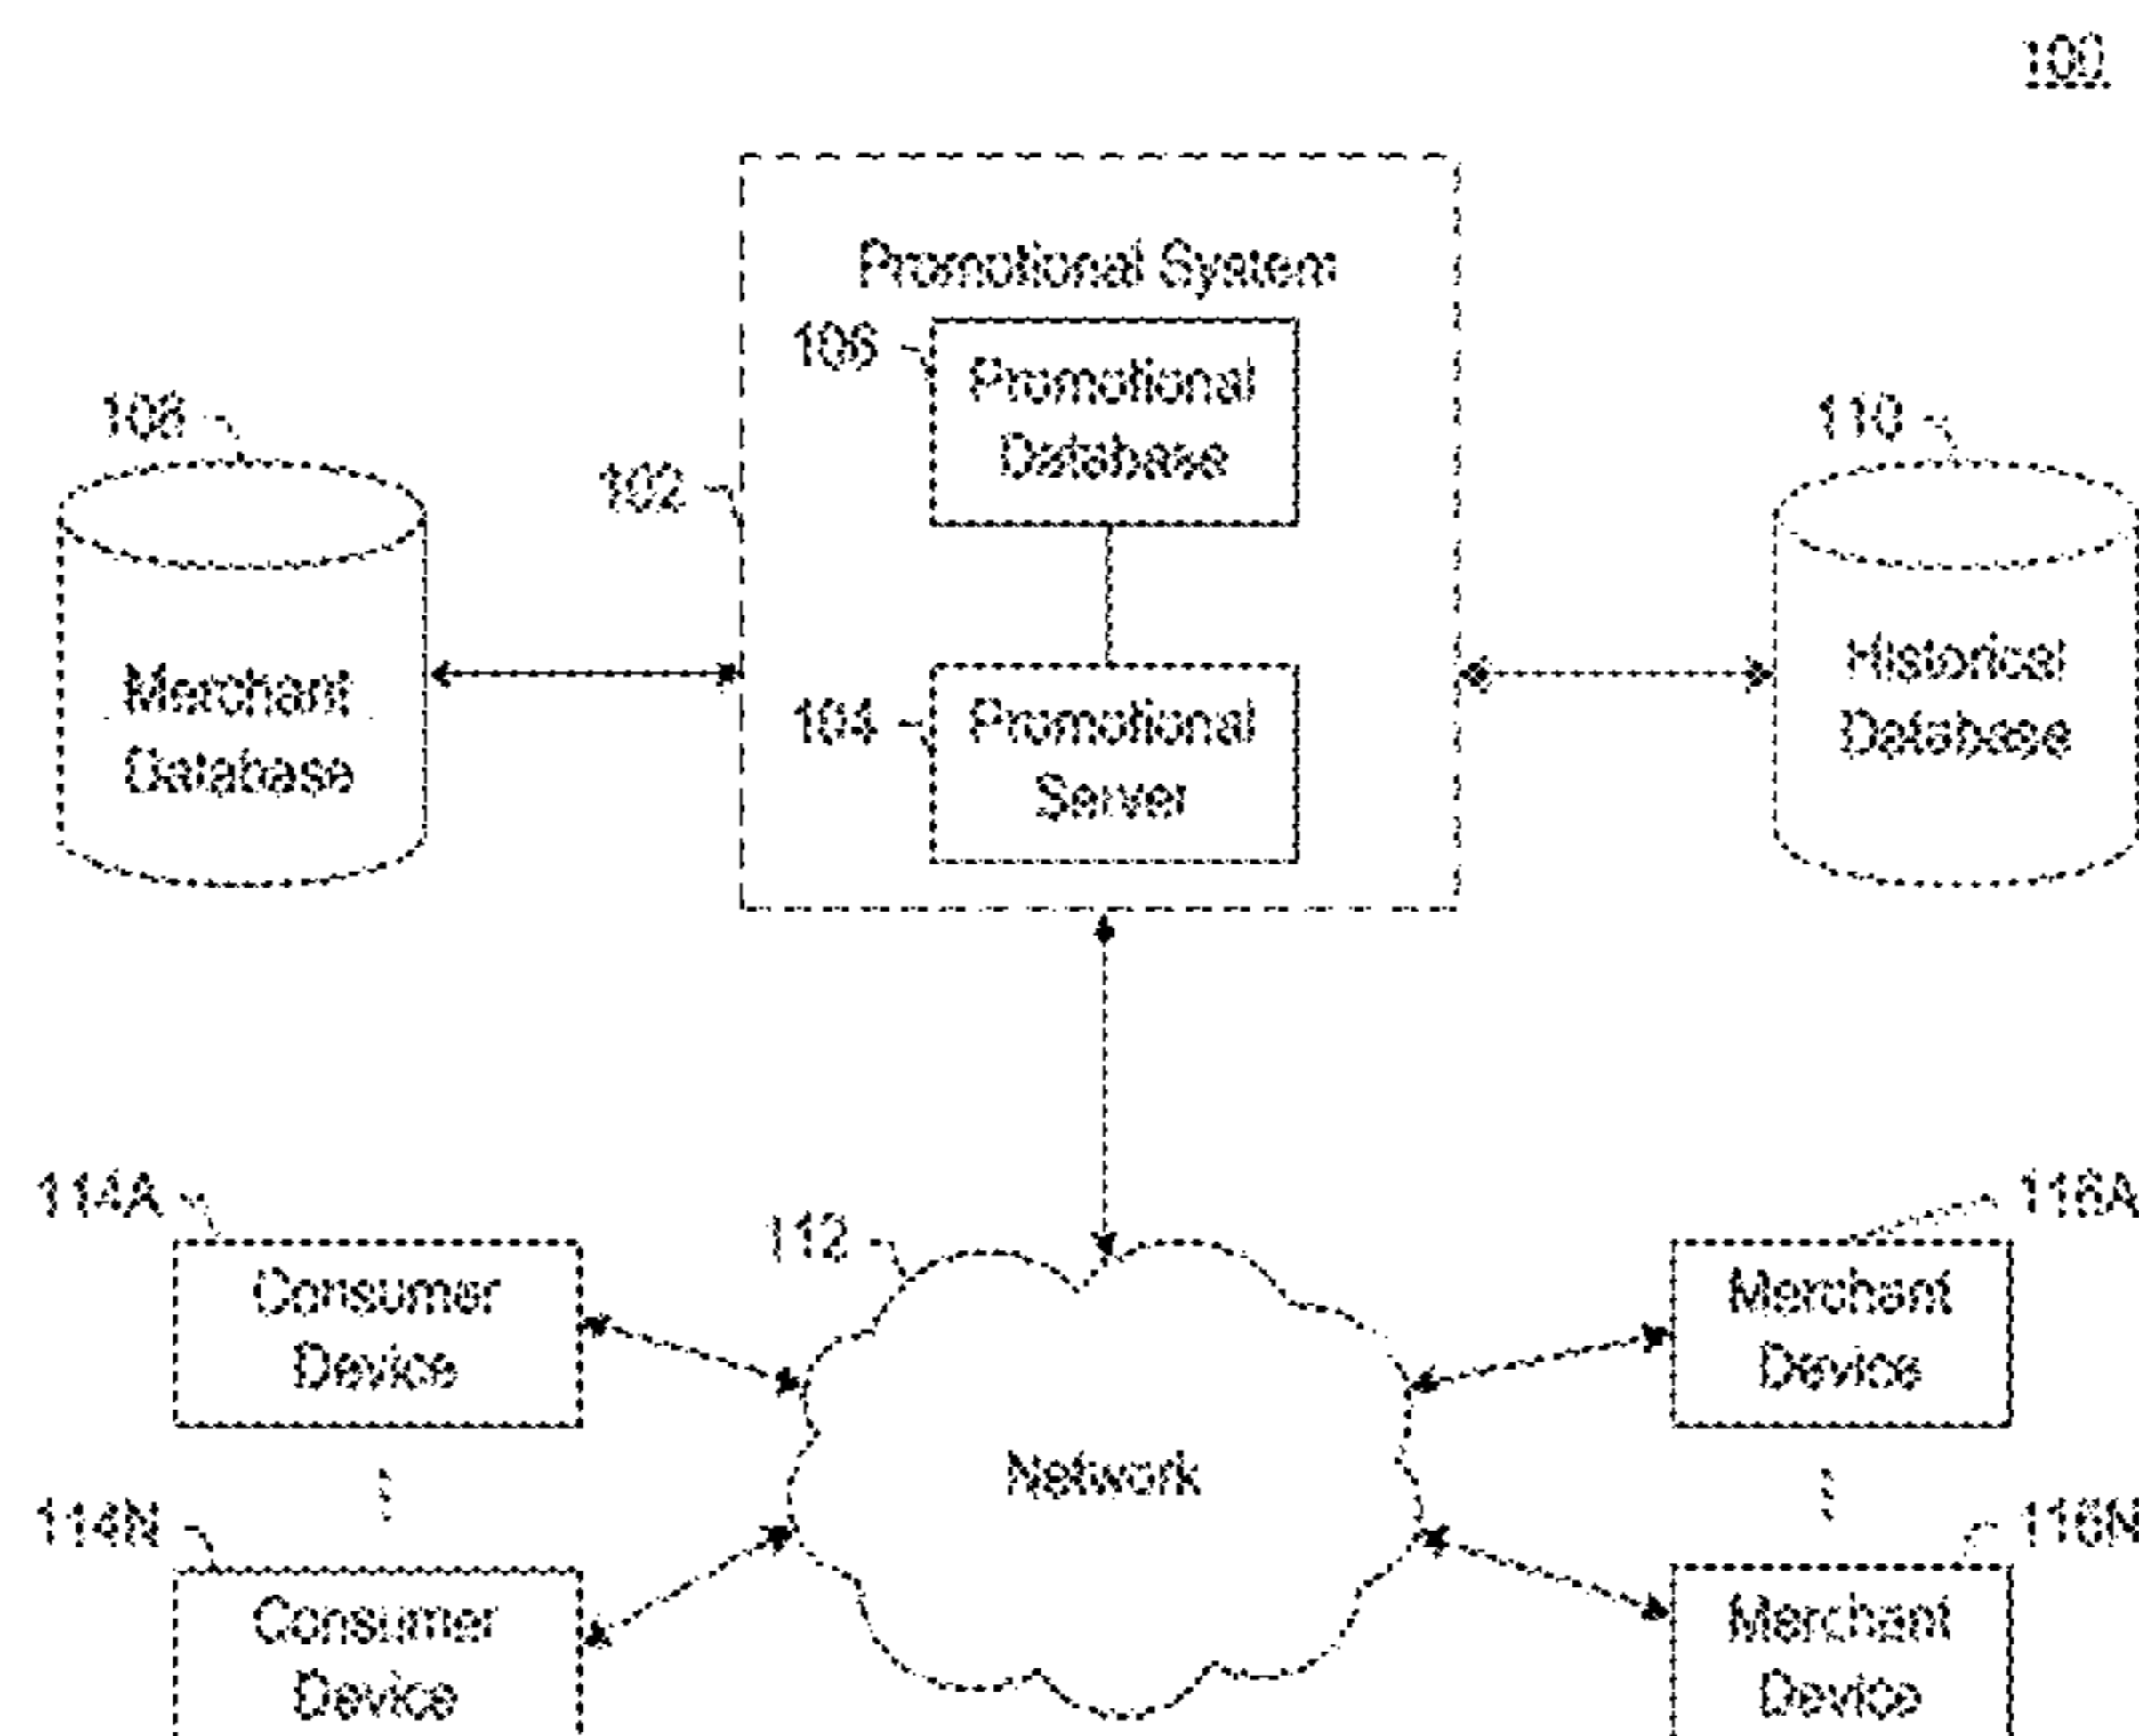 100
Promotional System
106
Promotional
Database
108
110
102
Merchant
Database
Historical
Database
104
Promotional
Server
114A
112
116A
Consumer
Device
Merchant
Device
Network
114N
116N
Consumer
Device
Merchant
Device